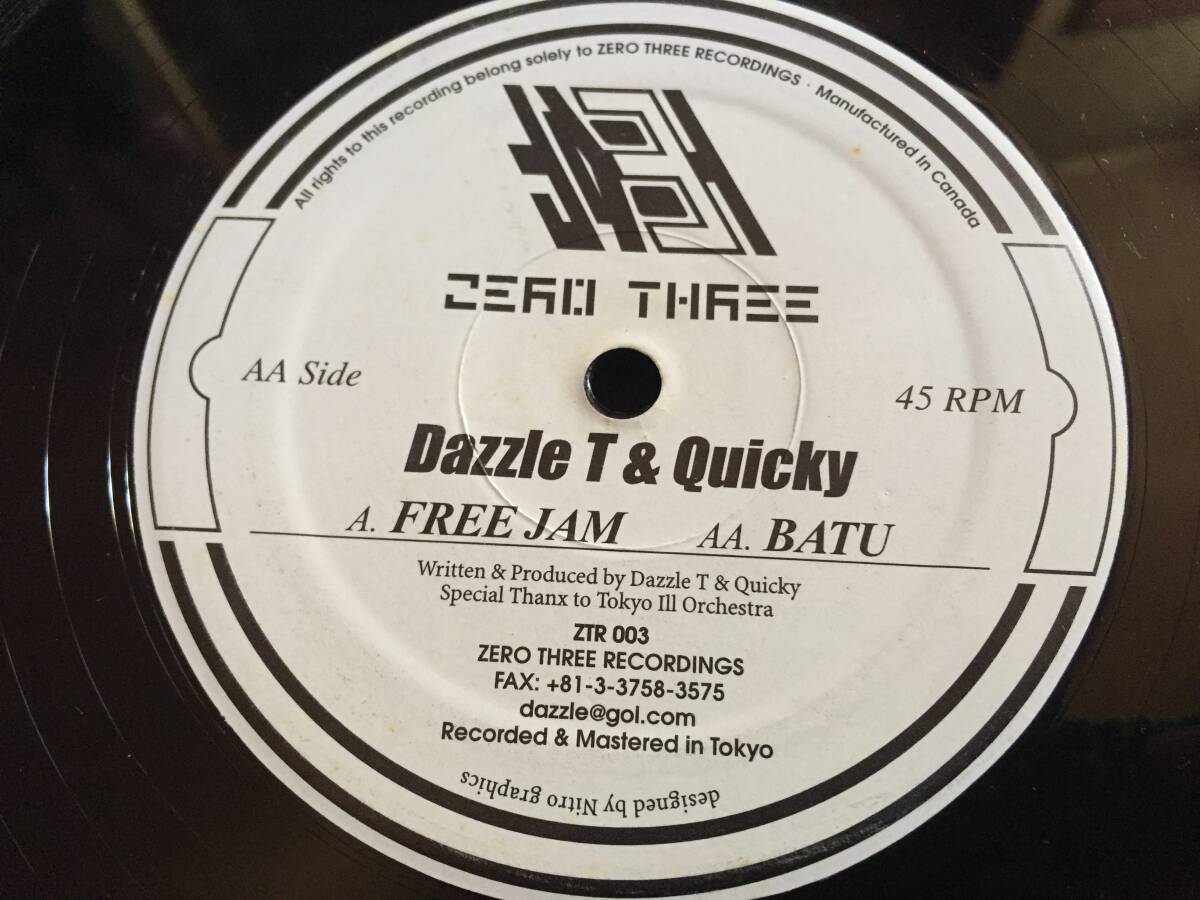 All rights to this recording belong solely to ZERO THREE RECORDINGS · Manufactured In Canada
ZERO THREE
AA Side
45 RPM
Dazzle T & Quicky
A. FREE JAM AA. BATU
Written & Produced by Dazzle T & Quicky
Special Thanx to Tokyo Ill Orchestra
ZTR 003
ZERO THREE RECORDINGS
FAX: +81-3-3758-3575
dazzle@gol.com
Recorded & Mastered in Tokyo
designed by Nitro graphics